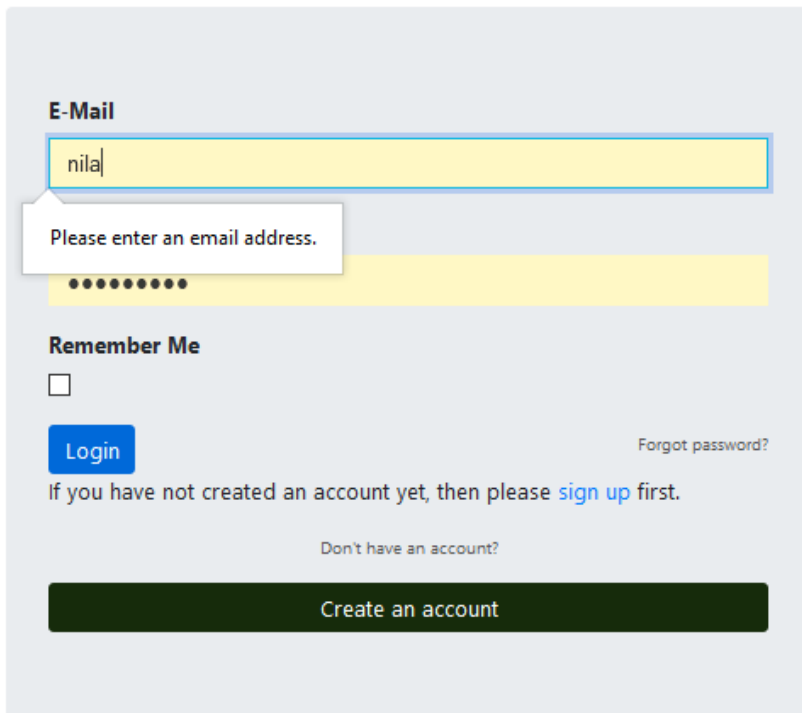 E-Mail
nila
Please enter an email address.
●●●●●●●●●
Remember Me
Login
Forgot password?
If you have not created an account yet, then please sign up first.
Don't have an account?
Create an account